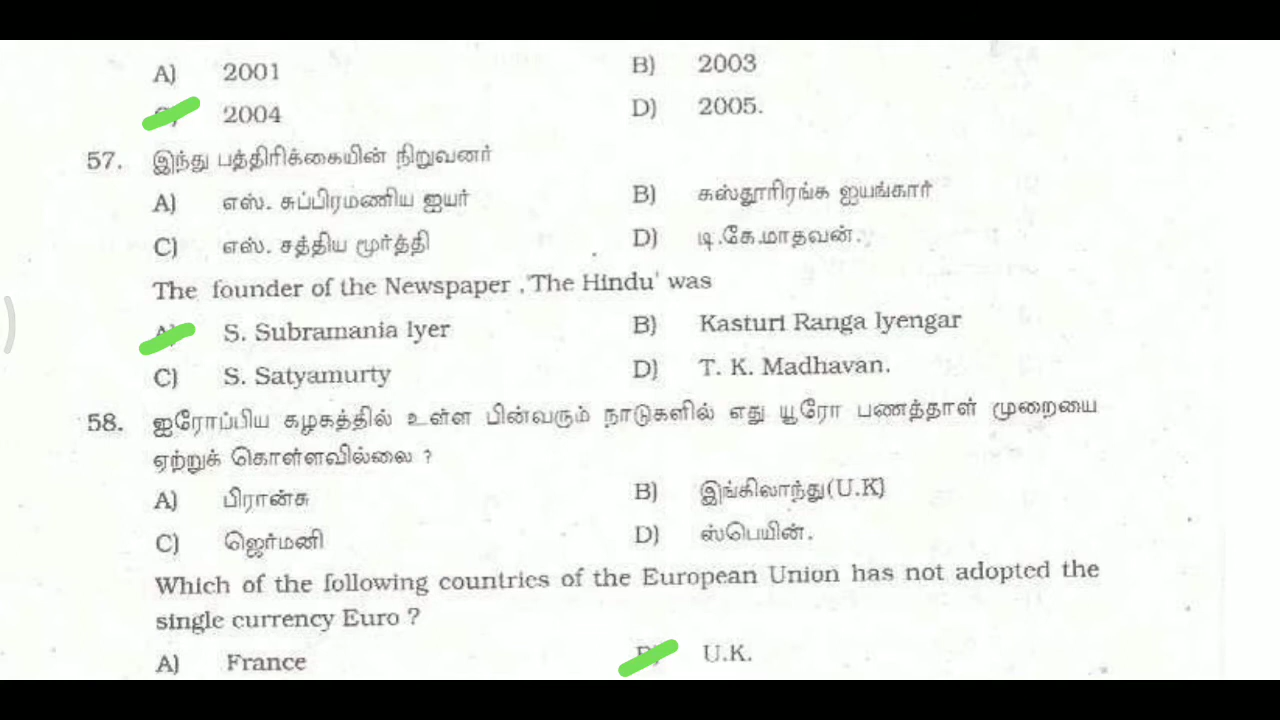 A) 2001 B) 2003
2004 D) 2005.
57. இந்து பத்திரிக்கையின் நிறுவனர்
A) எஸ். சுப்பிரமணிய ஐயர் B) கஸ்தூரிரங்க ஐயங்கார்
C) எஸ். சத்திய மூர்த்தி D) டி.கே.மாதவன்.
The founder of the Newspaper ,'The Hindu' was
A) S. Subramania Iyer B) Kasturi Ranga Iyengar
C) S. Satyamurty D) T. K. Madhavan.
58. ஐரோப்பிய கழகத்தில் உள்ள பின்வரும் நாடுகளில் எது யூரோ பணத்தாள் முறையை
ஏற்றுக் கொள்ளவில்லை ?
A) பிரான்சு B) இங்கிலாந்து(U.K)
C) ஜெர்மனி D) ஸ்பெயின்.
Which of the following countries of the European Union has not adopted the
single currency Euro ?
A) France B) U.K.